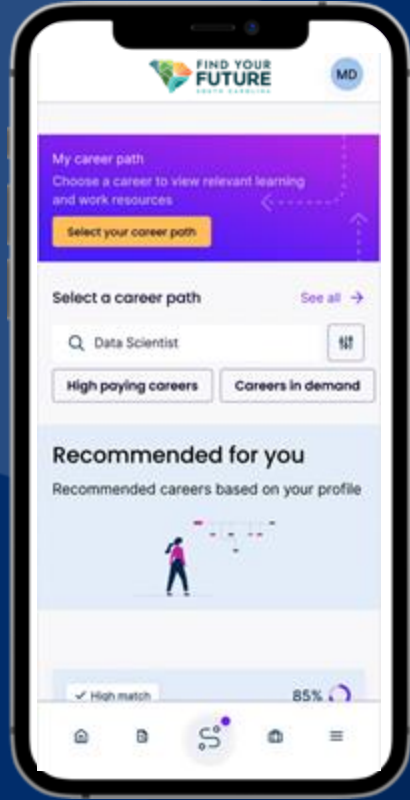 FIND YOUR
FUTURE
SOUTH CAROLINA
MD
My career path
Choose a career to view relevant learning
and work resources
Select your career path
Select a career path
See all
Data Scientist
High paying careers
Careers in demand
Recommended for you
Recommended careers based on your profile
High match
85%